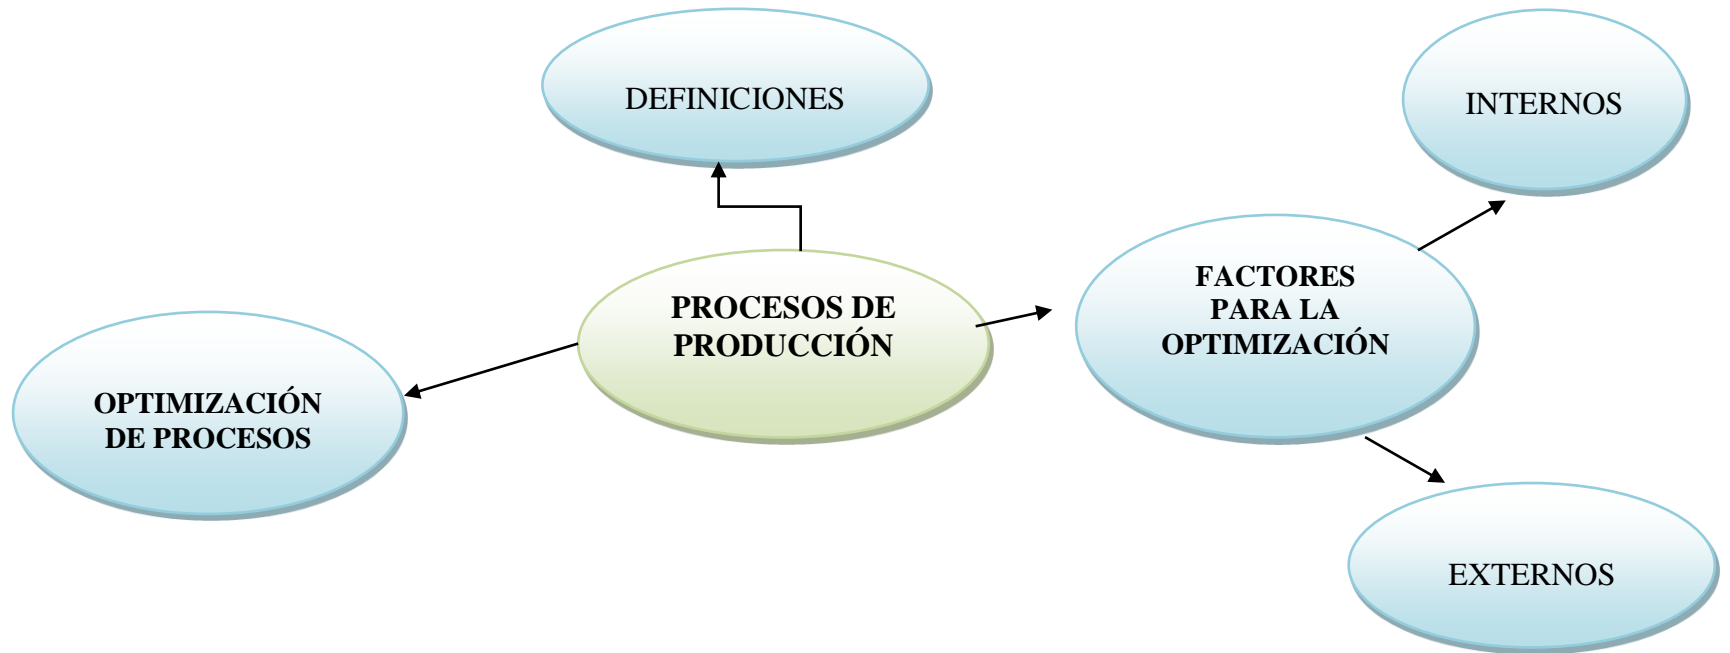 DEFINICIONES
INTERNOS
PROCESOS DE
PRODUCCIÓN
FACTORES
PARA LA
OPTIMIZACIÓN
OPTIMIZACIÓN
DE PROCESOS
EXTERNOS